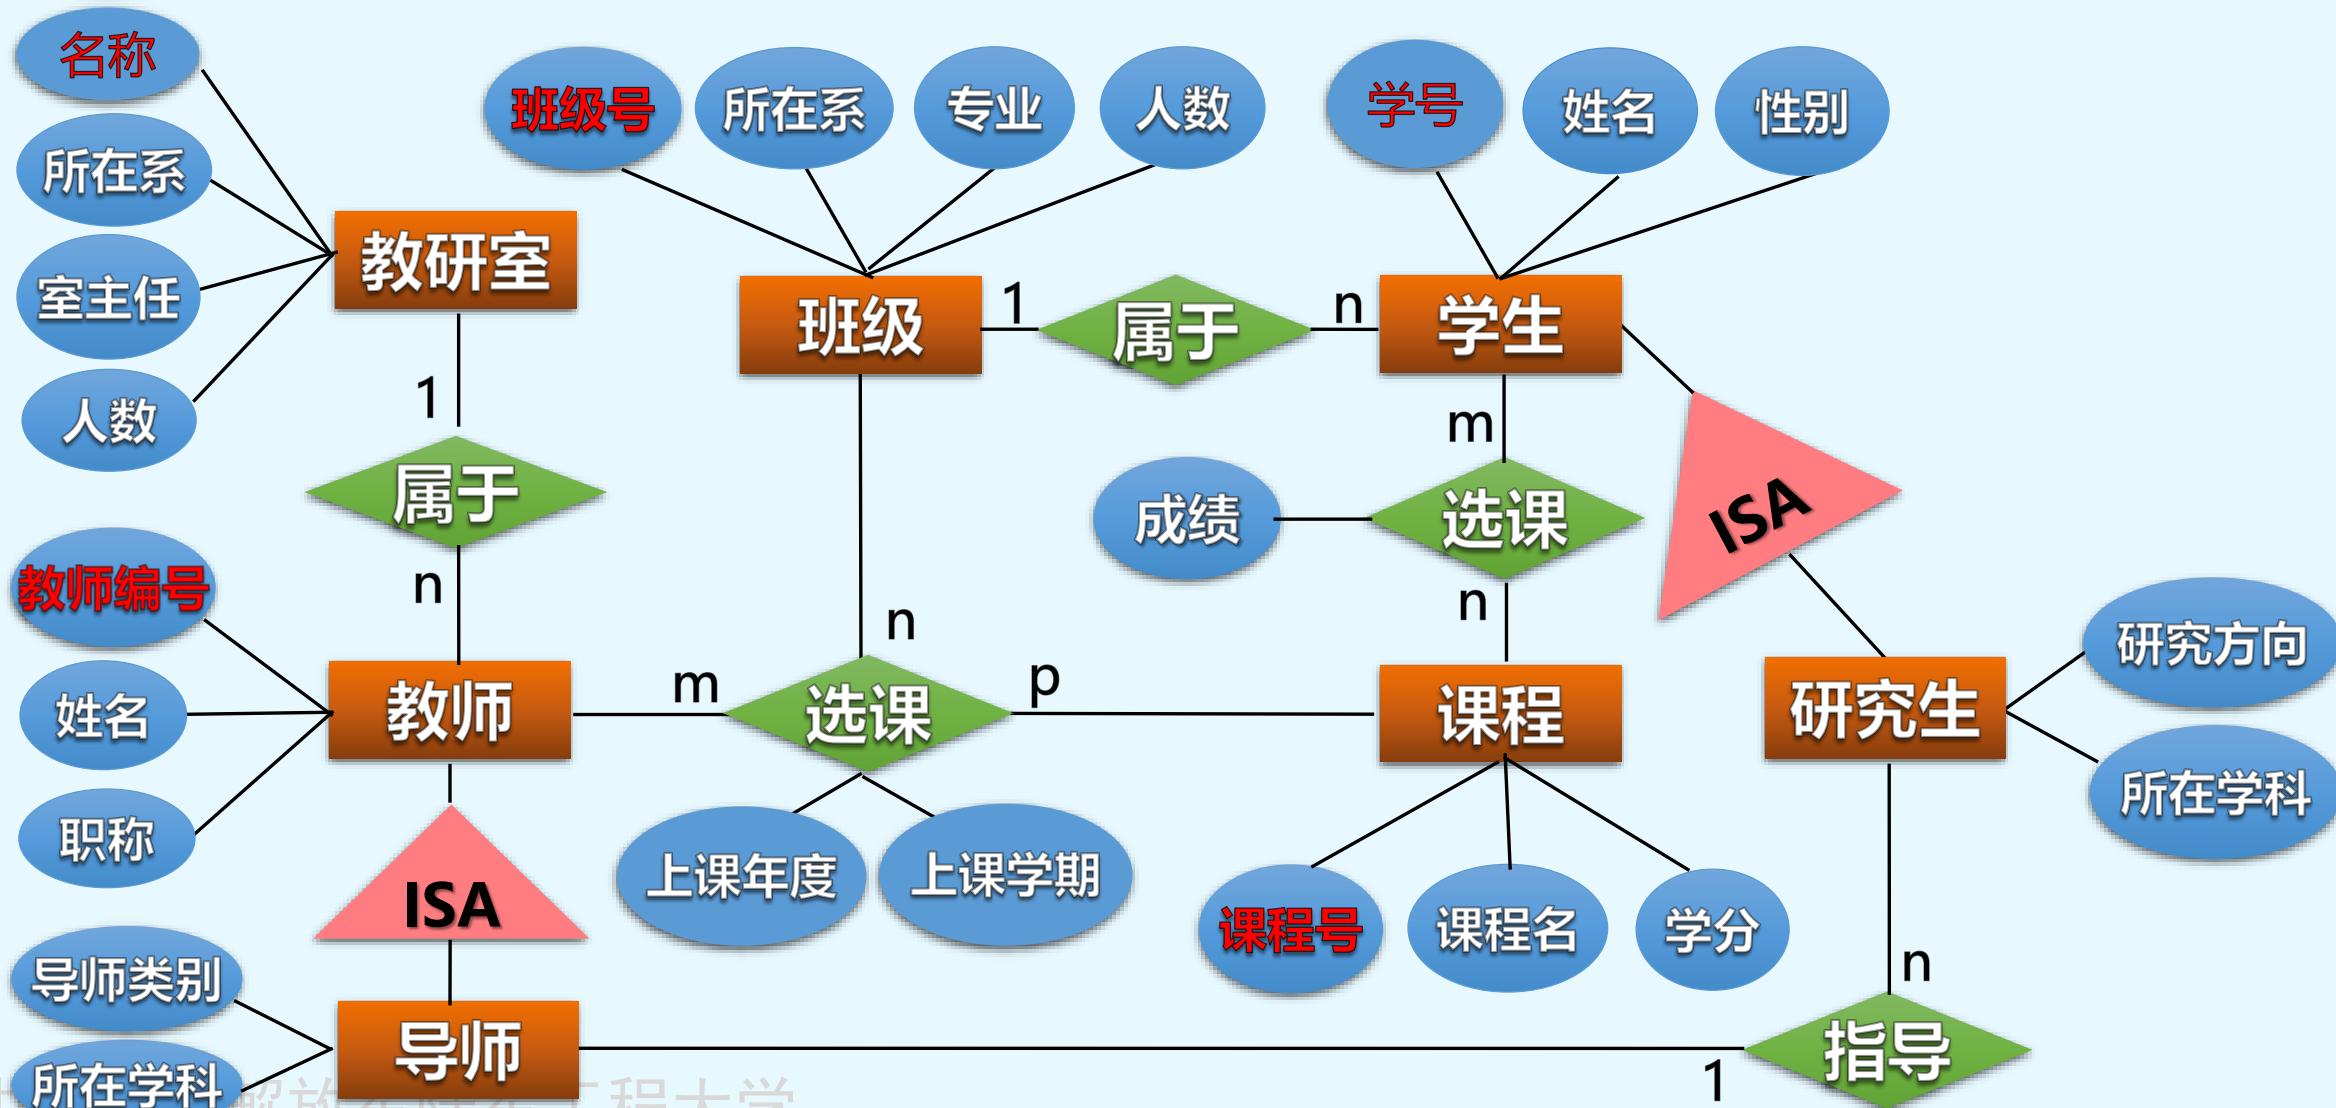 名称
班级号 所在系 专业 人数 学号 姓名 性别
所在系
教研室
室主任
班级 1 属于 n 学生
人数 1 m
属于 成绩 选课 ISA
教师编号 n n n
研究方向
姓名 教师 m 选课 p 课程 研究生
所在学科
职称
ISA 上课年度 上课学期 课程号 课程名 学分
导师类别 n
导师 指导
所在学科 1
工程大学